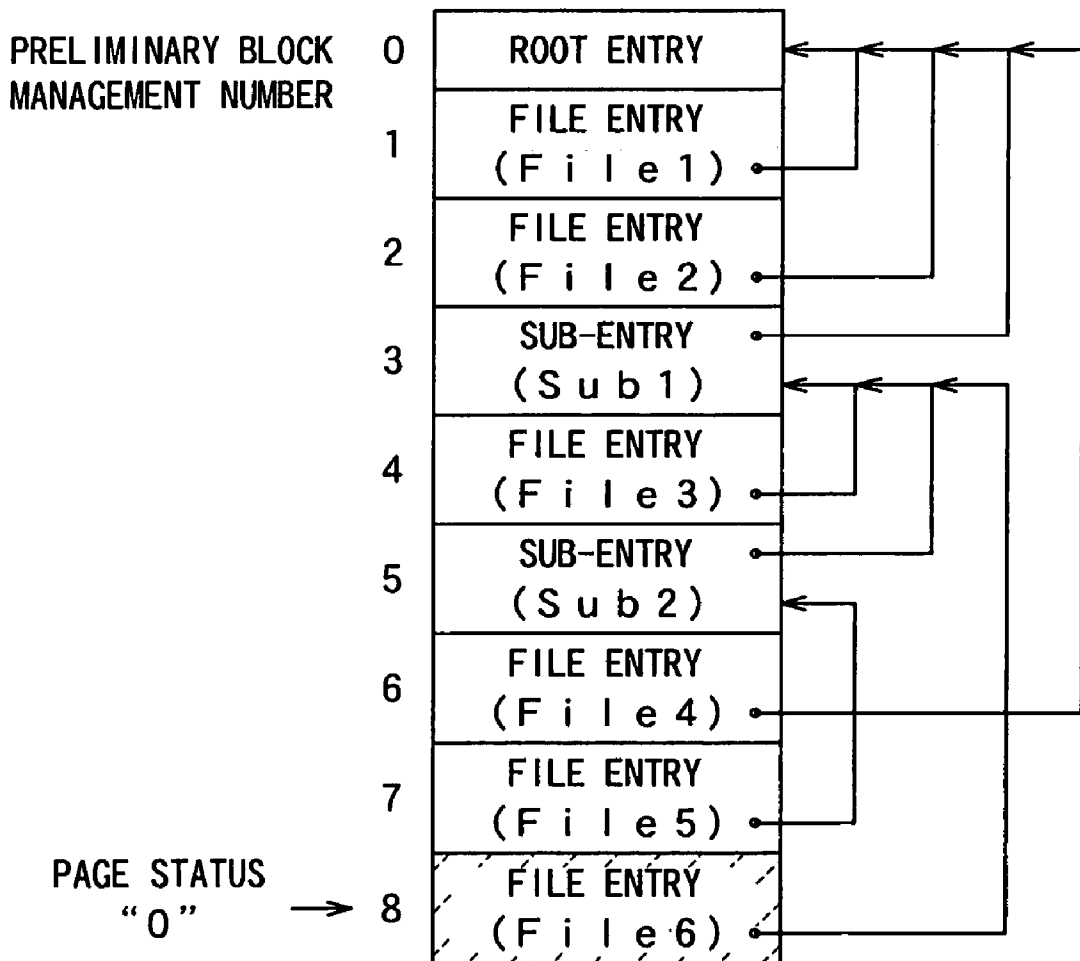 PRELIMINARY BLOCK
MANAGEMENT NUMBER
0 ROOT ENTRY
1 FILE ENTRY
(File1)
2 FILE ENTRY
(File2)
3 SUB-ENTRY
(Sub1)
4 FILE ENTRY
(File3)
5 SUB-ENTRY
(Sub2)
6 FILE ENTRY
(File4)
7 FILE ENTRY
(File5)
PAGE STATUS
“0”
8 FILE ENTRY
(File6)